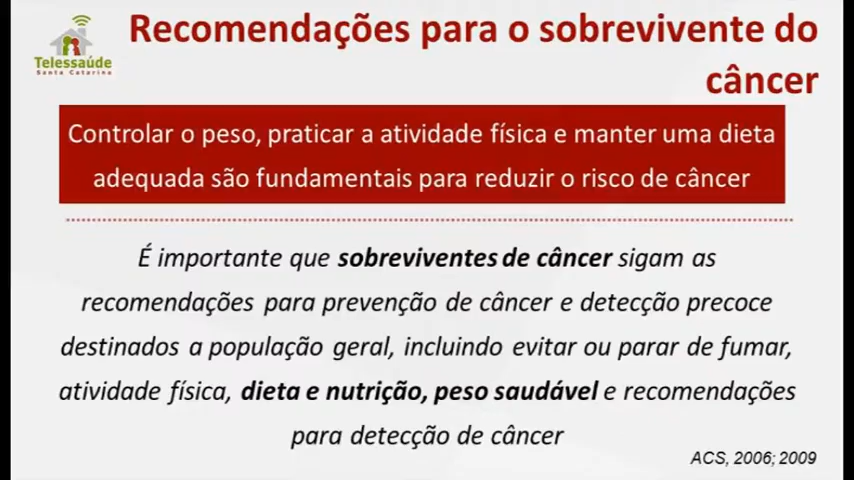 Recomendações para o sobrevivente do
câncer
Telessaúde
Santa Catarina
Controlar o peso, praticar a atividade física e manter uma dieta
adequada são fundamentais para reduzir o risco de câncer
É importante que sobreviventes de câncer sigam as
recomendações para prevenção de câncer e detecção precoce
destinados a população geral, incluindo evitar ou parar de fumar,
atividade física, dieta e nutrição, peso saudável e recomendações
para detecção de câncer
ACS, 2006; 2009